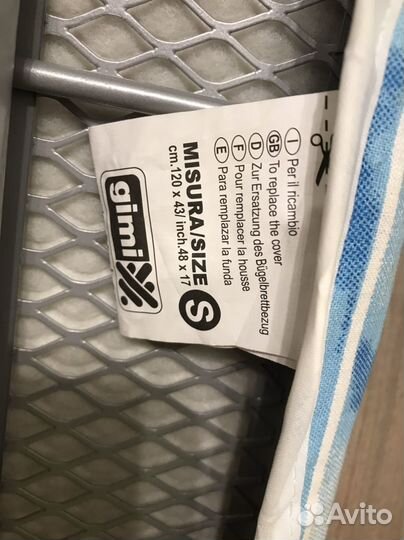 I Per il ricambio
GB To replace the cover
D Zur Ersatzung des Bügelbrettbezug
F Pour remplacer la housse
E Para remplazar la funda
MISURA/SIZE S
cm.120 x 43/ inch.48 x 17
gimi
Avito